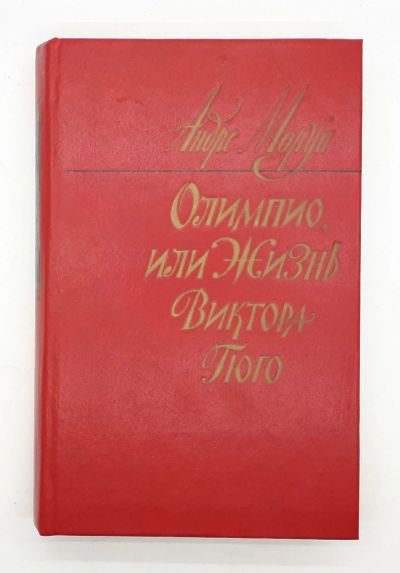 Андре Моруа
Олимпио,
или Жизнь
Виктора
Гюго